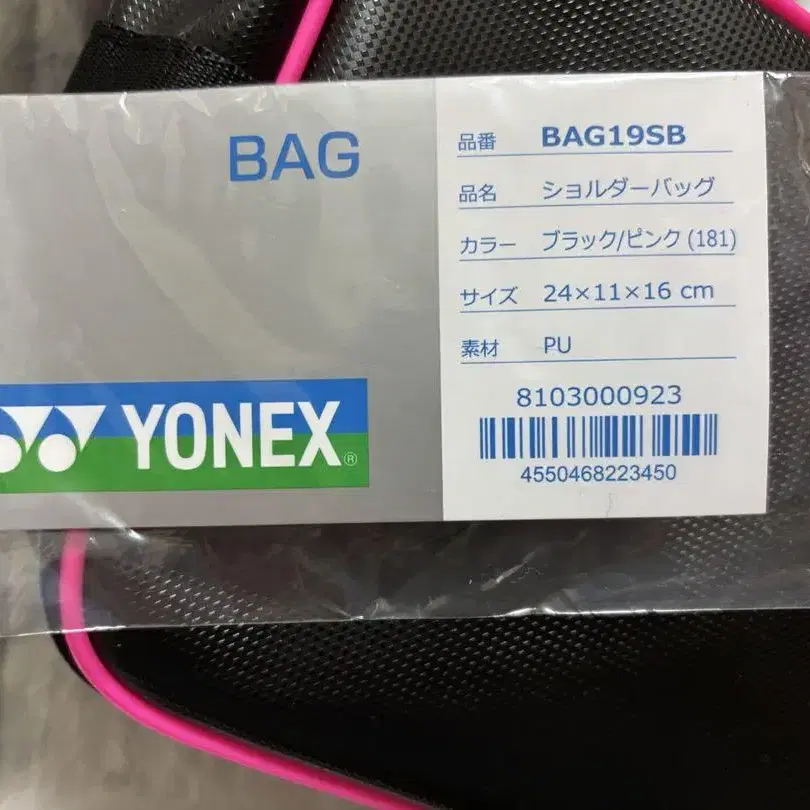 BAG
YONEX®
品番 BAG19SB
品名 ショルダーバッグ
カラー ブラック/ピンク (181)
サイズ 24×11×16 cm
素材 PU
8103000923
4550468223450